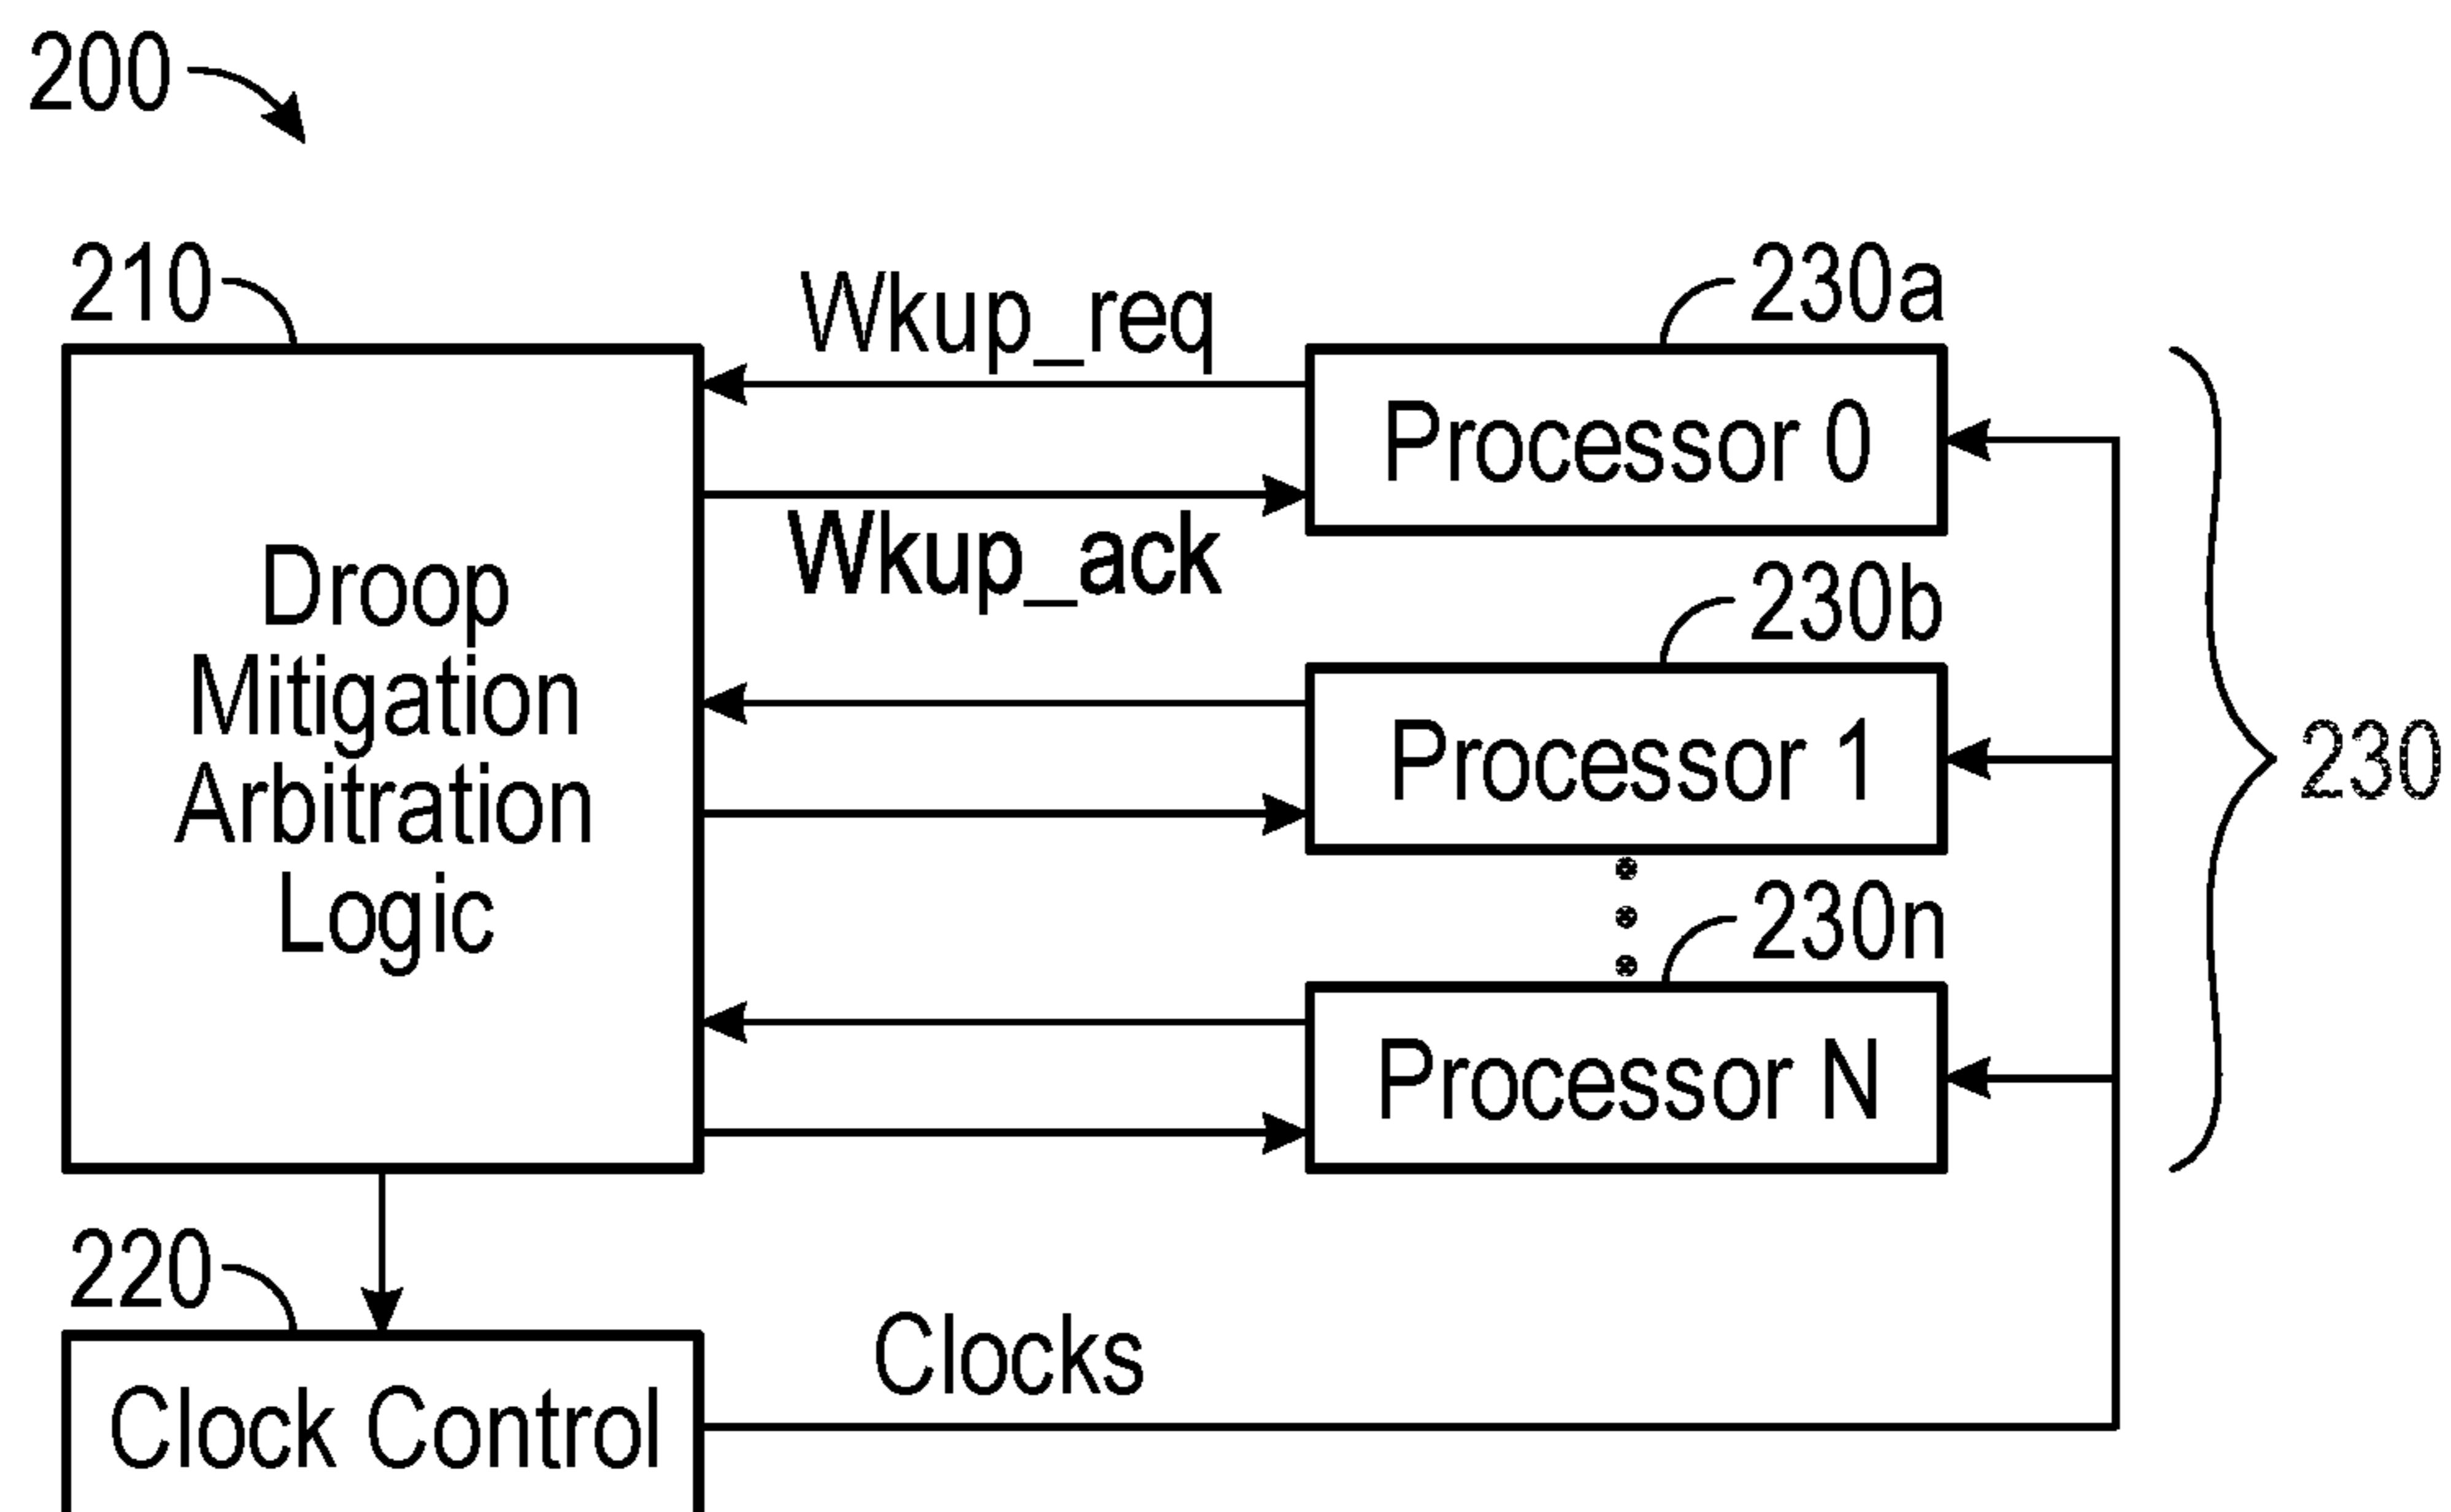 200
210
Wkup_req
230a
Processor 0
Wkup_ack
Droop
Mitigation
Arbitration
Logic
230b
Processor 1
230
230n
Processor N
220
Clocks
Clock Control